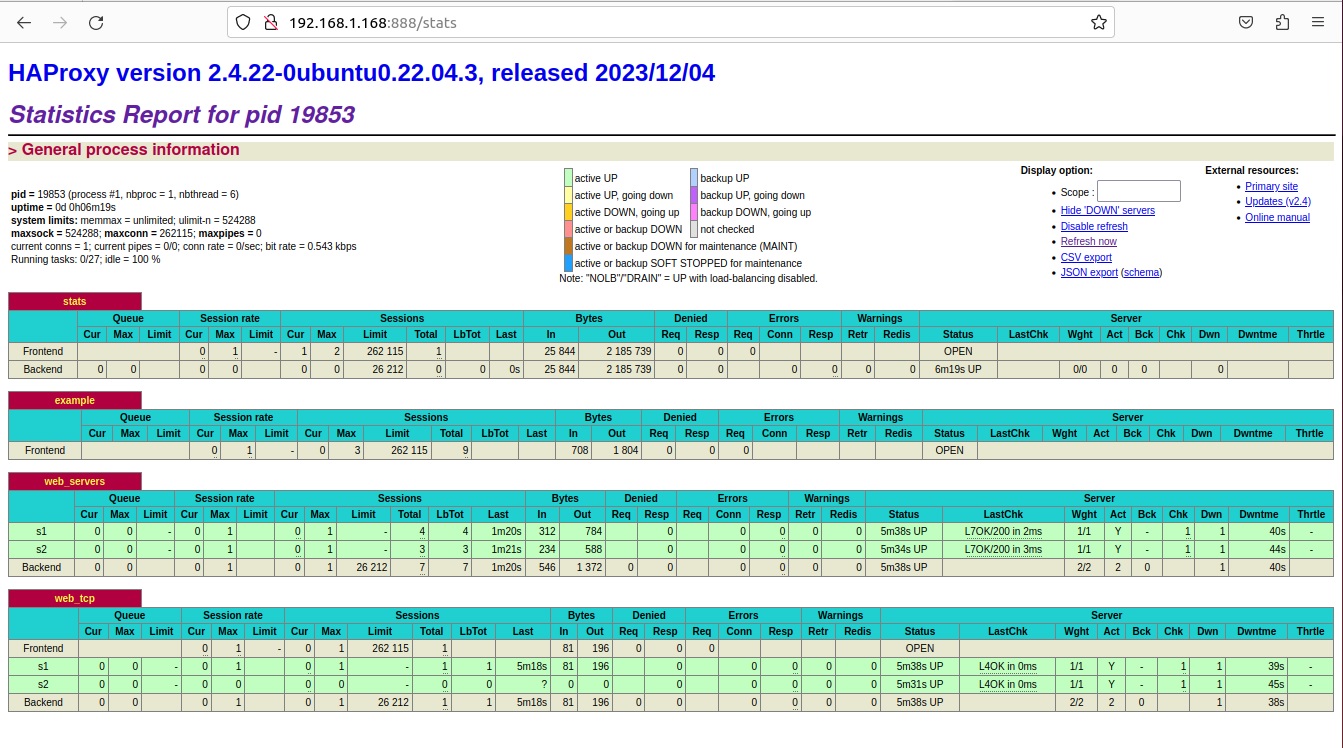 192.168.1.168:888/stats
HAProxy version 2.4.22-0ubuntu0.22.04.3, released 2023/12/04
Statistics Report for pid 19853
> General process information
pid = 19853 (process #1, nbproc = 1, nbthread = 6)
uptime = 0d 0h06m19s
system limits: memmax = unlimited; ulimit-n = 524288
maxsock = 524288; maxconn = 262115; maxpipes = 0
current conns = 1; current pipes = 0/0; conn rate = 0/sec; bit rate = 0.543 kbps
Running tasks: 0/27; idle = 100 %
active UP backup UP
active UP, going down backup UP, going down
active DOWN, going up backup DOWN, going up
active or backup DOWN not checked
active or backup DOWN for maintenance (MAINT)
active or backup SOFT STOPPED for maintenance
Note: "NOLB"/"DRAIN" = UP with load-balancing disabled.
Display option:
• Scope :
• Hide 'DOWN' servers
• Disable refresh
• Refresh now
• CSV export
• JSON export (schema)
External resources:
• Primary site
• Updates (v2.4)
• Online manual
stats
Queue Session rate Sessions Bytes Denied Errors Warnings Server
Cur Max Limit Cur Max Limit Cur Max Limit Total LbTot Last In Out Req Resp Req Conn Resp Retr Redis Status LastChk Wght Act Bck Chk Dwn Dwntme Thrtle
Frontend 0 1 - 1 2 262 115 1 25 844 2 185 739 0 0 0 OPEN
Backend 0 0 0 0 0 0 26 212 0 0 0s 25 844 2 185 739 0 0 0 0 0 0 6m19s UP 0/0 0 0 0
example
Queue Session rate Sessions Bytes Denied Errors Warnings Server
Cur Max Limit Cur Max Limit Cur Max Limit Total LbTot Last In Out Req Resp Req Conn Resp Retr Redis Status LastChk Wght Act Bck Chk Dwn Dwntme Thrtle
Frontend 0 1 - 0 3 262 115 9 708 1 804 0 0 0 OPEN
web_servers
Queue Session rate Sessions Bytes Denied Errors Warnings Server
Cur Max Limit Cur Max Limit Cur Max Limit Total LbTot Last In Out Req Resp Req Conn Resp Retr Redis Status LastChk Wght Act Bck Chk Dwn Dwntme Thrtle
s1 0 0 - 0 1 0 1 - 4 4 1m20s 312 784 0 0 0 0 0 5m38s UP L7OK/200 in 2ms 1/1 Y - 1 1 40s -
s2 0 0 - 0 1 0 1 - 3 3 1m21s 234 588 0 0 0 0 0 5m34s UP L7OK/200 in 3ms 1/1 Y - 1 1 44s -
Backend 0 0 0 1 0 1 26 212 7 7 1m20s 546 1 372 0 0 0 0 0 0 5m38s UP 2/2 2 0 1 40s
web_tcp
Queue Session rate Sessions Bytes Denied Errors Warnings Server
Cur Max Limit Cur Max Limit Cur Max Limit Total LbTot Last In Out Req Resp Req Conn Resp Retr Redis Status LastChk Wght Act Bck Chk Dwn Dwntme Thrtle
Frontend 0 1 - 0 1 262 115 1 81 196 0 0 0 OPEN
s1 0 0 - 0 1 0 1 - 1 1 5m18s 81 196 0 0 0 0 0 5m38s UP L4OK in 0ms 1/1 Y - 1 1 39s -
s2 0 0 - 0 0 0 0 - 0 0 ? 0 0 0 0 0 0 0 5m31s UP L4OK in 0ms 1/1 Y - 1 1 45s -
Backend 0 0 0 1 0 1 26 212 1 1 5m18s 81 196 0 0 0 0 0 0 5m38s UP 2/2 2 0 1 38s